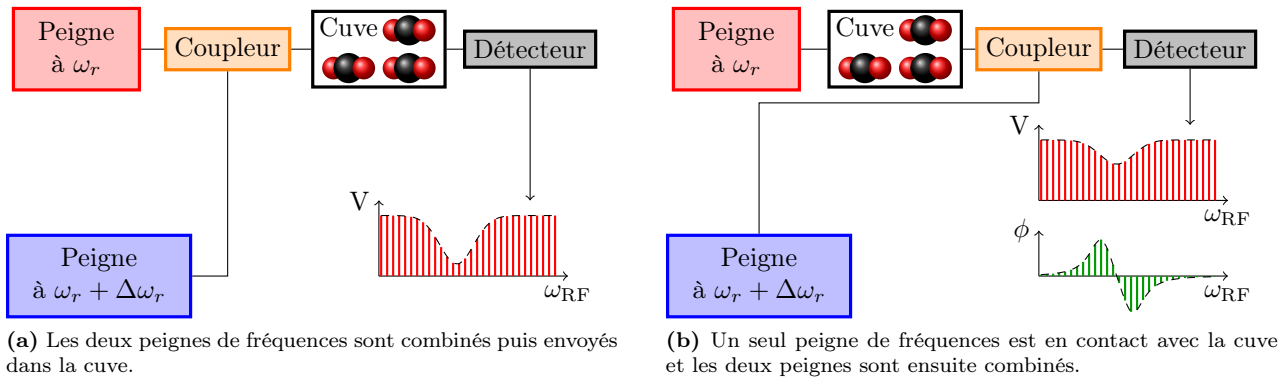 Peigne
à ωr
Coupleur
Cuve
Détecteur
V
ωRF
Peigne
à ωr + Δωr
(a) Les deux peignes de fréquences sont combinés puis envoyés
dans la cuve.
Peigne
à ωr
Cuve
Coupleur
Détecteur
V
ωRF
ϕ
ωRF
Peigne
à ωr + Δωr
(b) Un seul peigne de fréquences est en contact avec la cuve
et les deux peignes sont ensuite combinés.